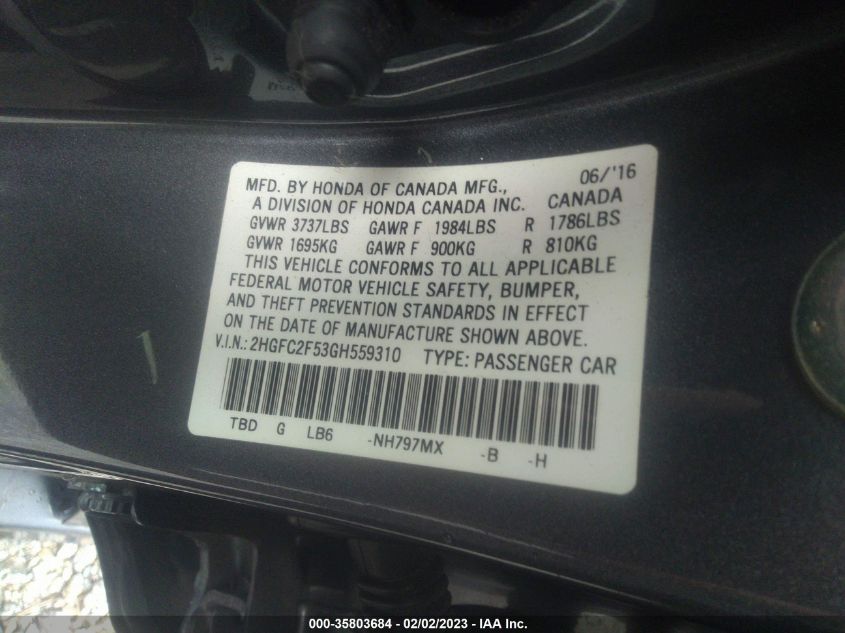 MFD. BY HONDA OF CANADA MFG., 06/'16
A DIVISION OF HONDA CANADA INC. CANADA
GVWR 3737LBS GAWR F 1984LBS R 1786LBS
GVWR 1695KG GAWR F 900KG R 810KG
THIS VEHICLE CONFORMS TO ALL APPLICABLE
FEDERAL MOTOR VEHICLE SAFETY, BUMPER,
AND THEFT PREVENTION STANDARDS IN EFFECT
ON THE DATE OF MANUFACTURE SHOWN ABOVE.
V.I.N.: 2HGFC2F53GH559310 TYPE: PASSENGER CAR
TBD G LB6 -NH797MX -B -H
000-35803684 - 02/02/2023 - IAA Inc.